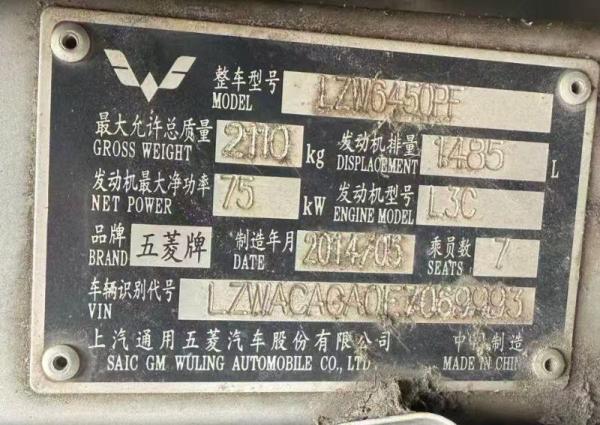 整车型号
MODEL LZW6450PF
最大允许总质量 发动机排量
GROSS WEIGHT 2110 kg DISPLACEMENT 1.485 L
发动机最大净功率 发动机型号
NET POWER 75 kW ENGINE MODEL L3C
品牌 五菱牌 制造年月 乘员数
BRAND DATE 2014/05 SEATS 7
车辆识别代号
VIN LZWACAGA0E7069993
上汽通用五菱汽车股份有限公司 中国制造
SAIC GM WULING AUTOMOBILE CO., LTD MADE IN CHIN